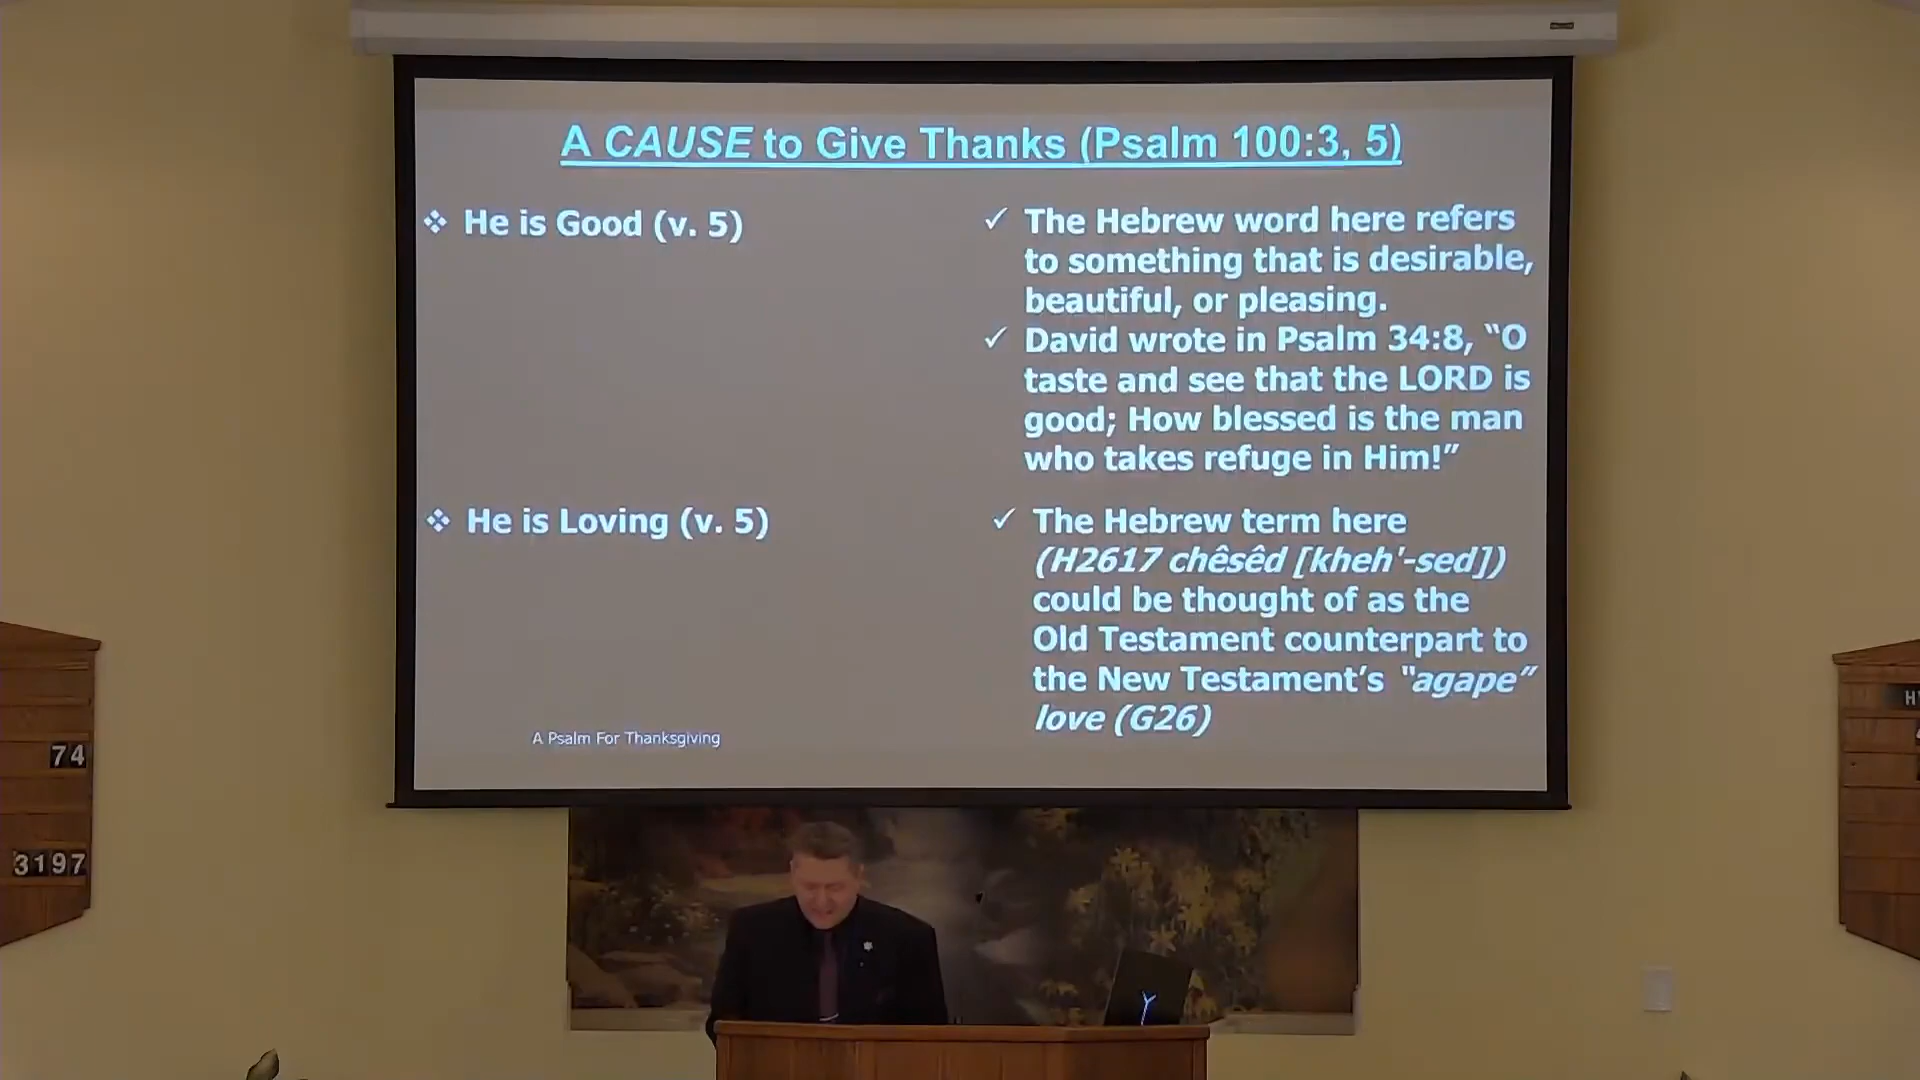 A CAUSE to Give Thanks (Psalm 100:3, 5)
❖ He is Good (v. 5)
✓ The Hebrew word here refers
to something that is desirable,
beautiful, or pleasing.
✓ David wrote in Psalm 34:8, “O
taste and see that the LORD is
good; How blessed is the man
who takes refuge in Him!”
❖ He is Loving (v. 5)
✓ The Hebrew term here
(H2617 chêsêd [kheh'-sed])
could be thought of as the
Old Testament counterpart to
the New Testament’s “agape”
love (G26)
A Psalm For Thanksgiving
74
3197